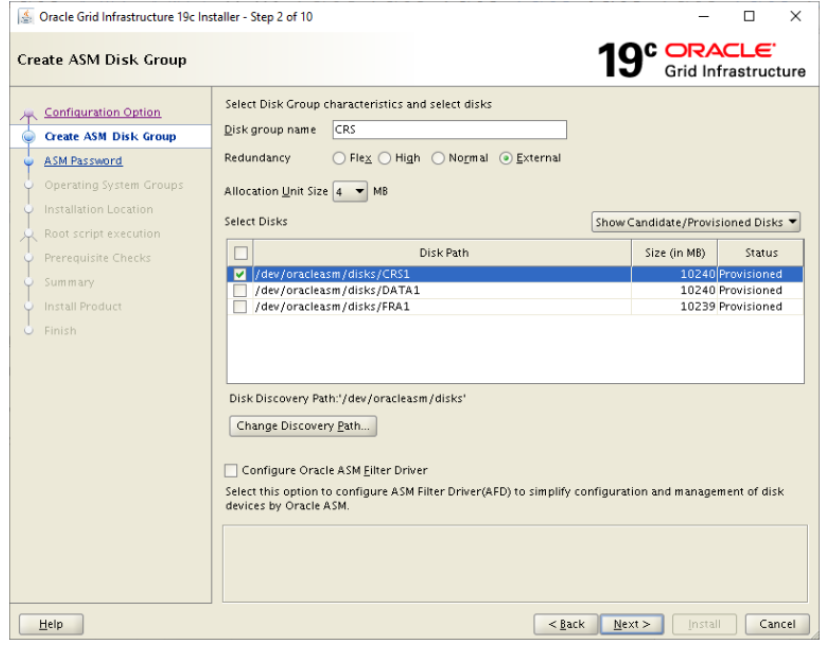 Oracle Grid Infrastructure 19c Installer - Step 2 of 10
Create ASM Disk Group
19c ORACLE
Grid Infrastructure
Configuration Option
Create ASM Disk Group
ASM Password
Operating System Groups
Installation Location
Root script execution
Prerequisite Checks
Summary
Install Product
Finish
Select Disk Group characteristics and select disks
Disk group name CRS
Redundancy Flex High Normal External
Allocation Unit Size 4 MB
Select Disks Show Candidate/Provisioned Disks
Disk Path Size (in MB) Status
/dev/oracleasm/disks/CRS1 10240 Provisioned
/dev/oracleasm/disks/DATA1 10240 Provisioned
/dev/oracleasm/disks/FRA1 10239 Provisioned
Disk Discovery Path:'/dev/oracleasm/disks'
Change Discovery Path...
Configure Oracle ASM Filter Driver
Select this option to configure ASM Filter Driver(AFD) to simplify configuration and management of disk
devices by Oracle ASM.
Help < Back Next > Install Cancel